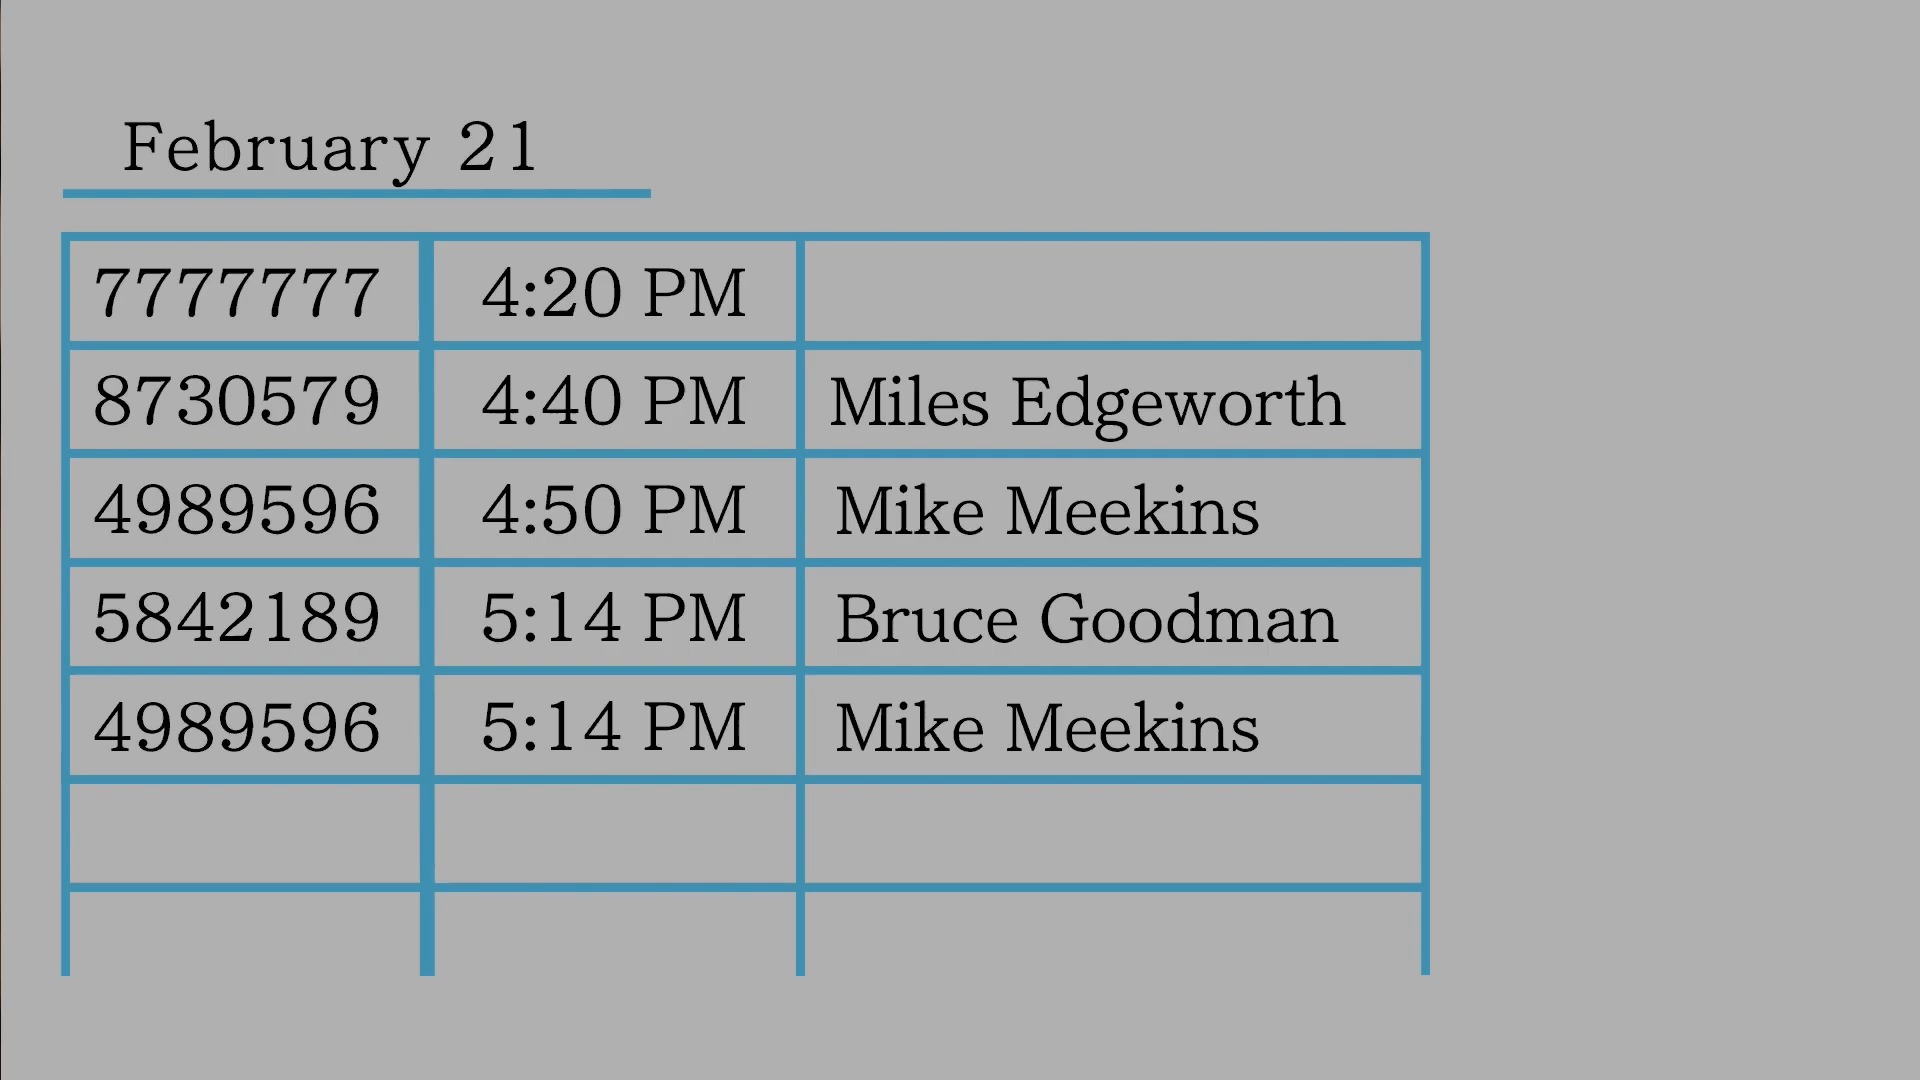 February 21
7777777 4:20 PM
8730579 4:40 PM Miles Edgeworth
4989596 4:50 PM Mike Meekins
5842189 5:14 PM Bruce Goodman
4989596 5:14 PM Mike Meekins